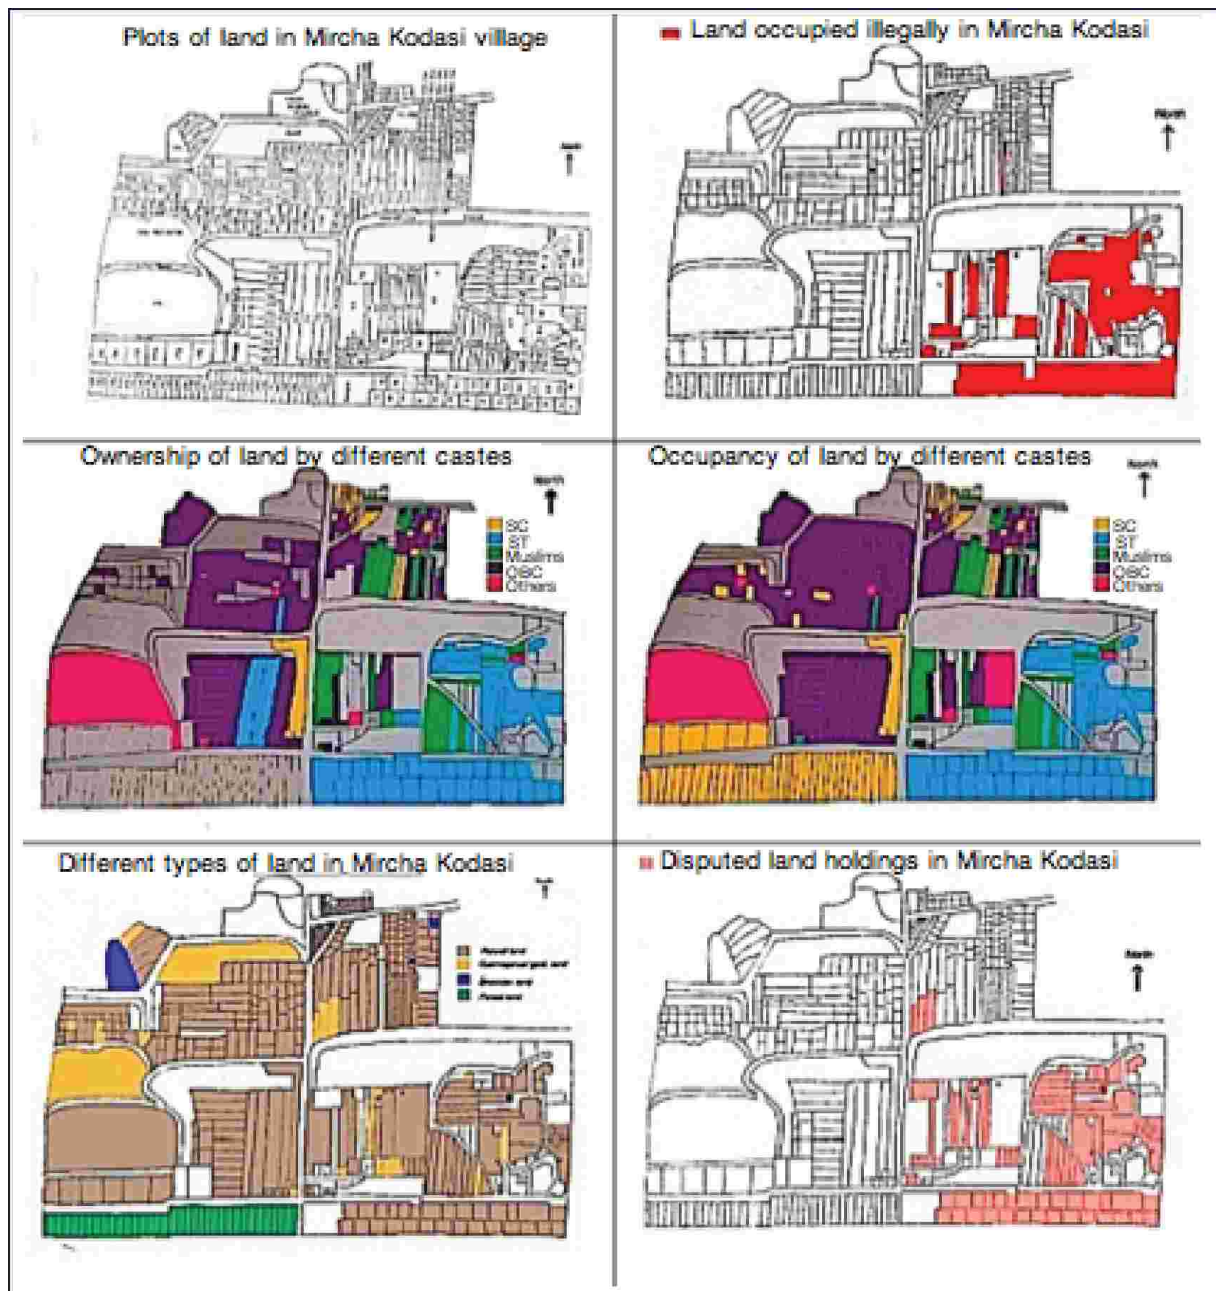 Plots of land in Mircha Kodasi village
Land occupied illegally in Mircha Kodasi
North
Ownership of land by different castes
North
SC
ST
Muslims
OBC
Others
Occupancy of land by different castes
North
SC
ST
Muslims
OBC
Others
Different types of land in Mircha Kodasi
Forest land
Disputed land holdings in Mircha Kodasi
North